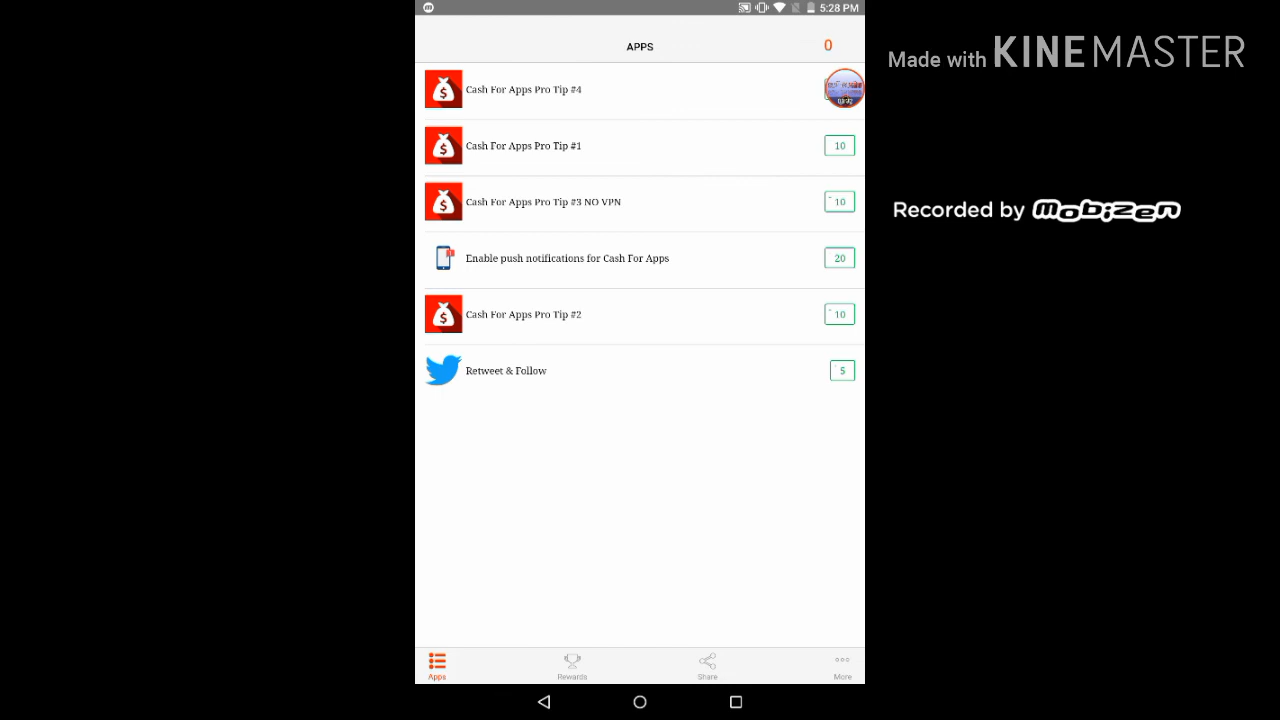 5:28 PM
APPS
0
Made with KINEMASTER
Cash For Apps Pro Tip #4
Cash For Apps Pro Tip #1
10
Cash For Apps Pro Tip #3 NO VPN
10
Recorded by mobizen
Enable push notifications for Cash For Apps
20
Cash For Apps Pro Tip #2
10
Retweet & Follow
5
Apps
Rewards
Share
More